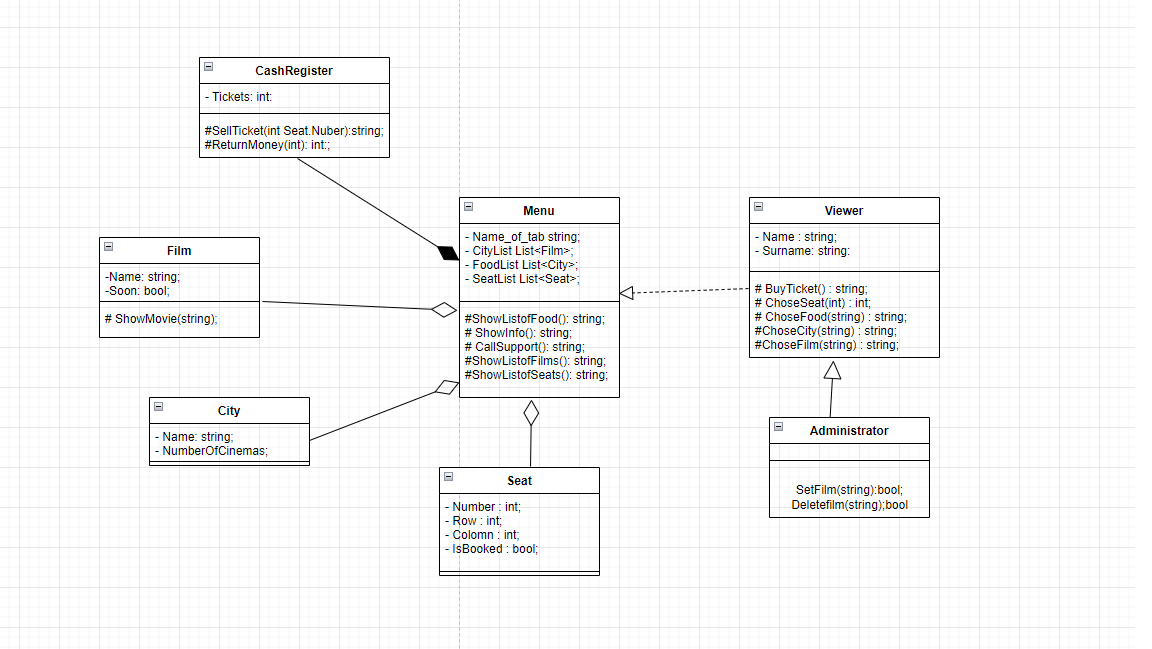 CashRegister
- Tickets: int:
#SellTicket(int Seat.Nuber):string;
#ReturnMoney(int): int:;
Film
-Name: string;
-Soon: bool;
# ShowMovie(string);
City
- Name: string;
- NumberOfCinemas;
Menu
- Name_of_tab string;
- CityList List<Film>;
- FoodList List<City>;
- SeatList List<Seat>;
#ShowListofFood(): string;
# ShowInfo(): string;
# CallSupport(): string;
#ShowListofFilms(): string;
#ShowListofSeats(): string;
Seat
- Number : int;
- Row : int;
- Colomn : int;
- IsBooked : bool;
Viewer
- Name : string;
- Surname: string:
# BuyTicket() : string;
# ChoseSeat(int) : int;
# ChoseFood(string) : string;
#ChoseCity(string) : string;
#ChoseFilm(string) : string;
Administrator
SetFilm(string):bool;
Deletefilm(string);bool